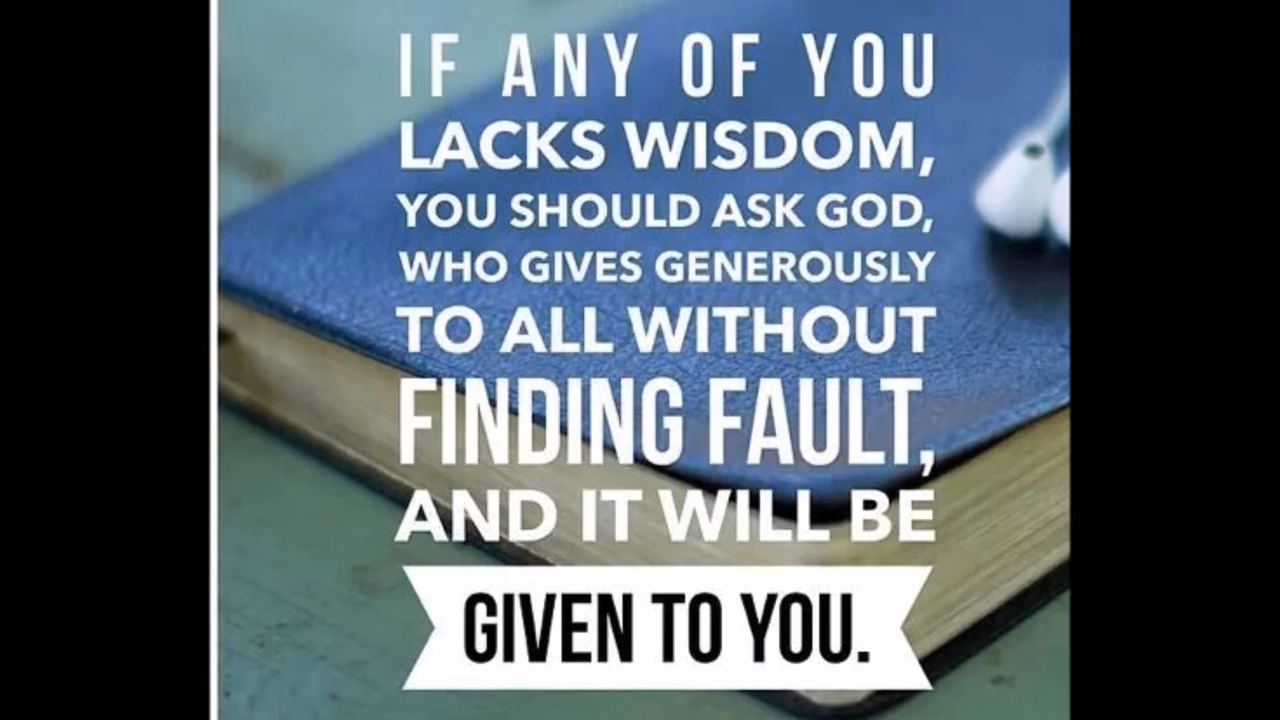 IF ANY OF YOU
LACKS WISDOM,
YOU SHOULD ASK GOD,
WHO GIVES GENEROUSLY
TO ALL WITHOUT
FINDING FAULT,
AND IT WILL BE
GIVEN TO YOU.